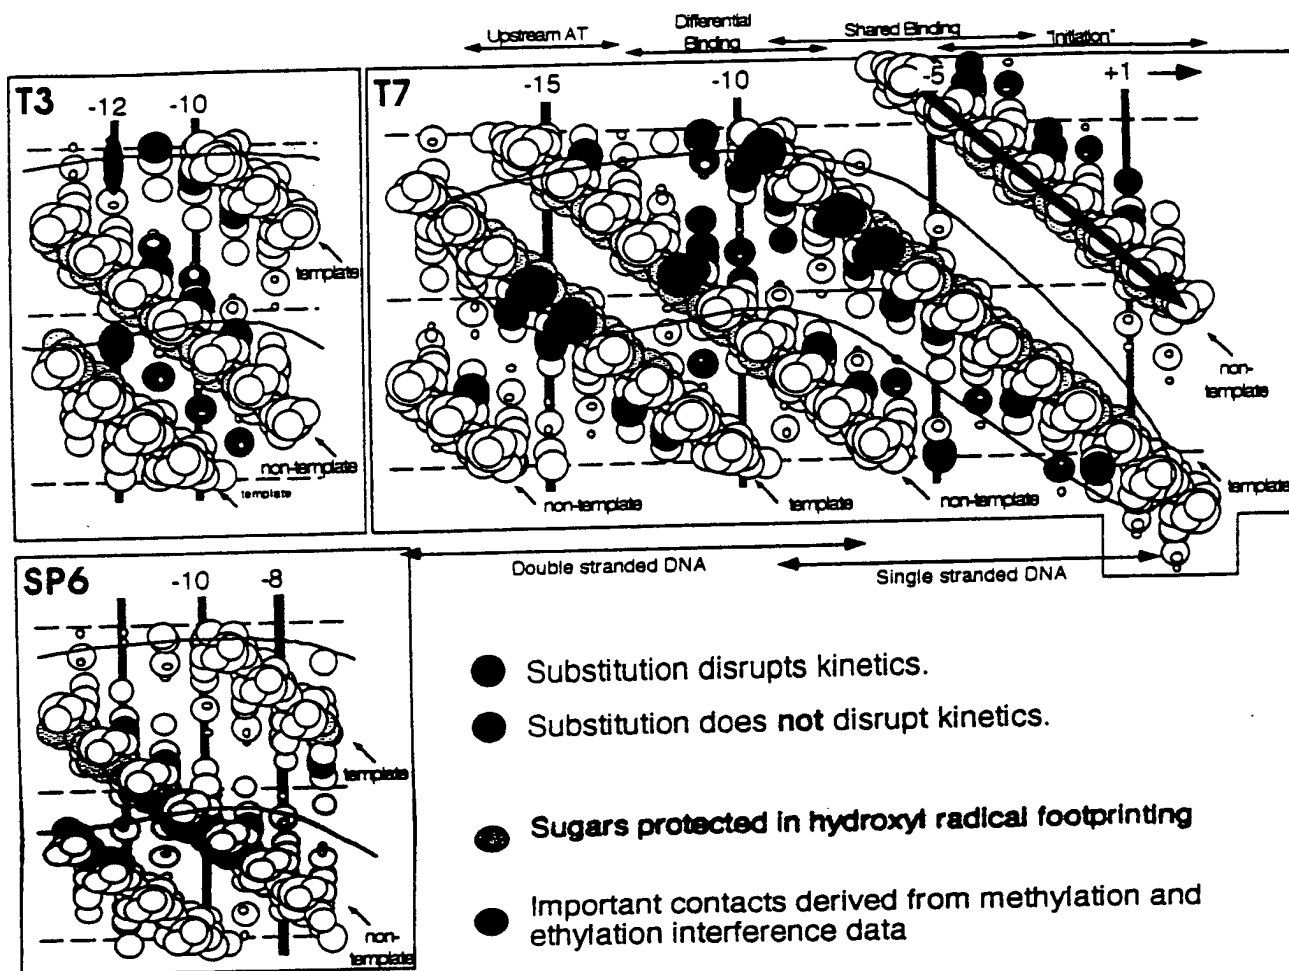 Upstream AT
Differential
Binding
Shared Binding
"Initiation"
T3
-12
-10
template
non-template
template
T7
-15
-10
-5
+1
non-
template
template
non-template
template
non-template
Double stranded DNA
Single stranded DNA
SP6
-10
-8
template
non-
template
Substitution disrupts kinetics.
Substitution does not disrupt kinetics.
Sugars protected in hydroxyl radical footprinting
Important contacts derived from methylation and
ethylation interference data